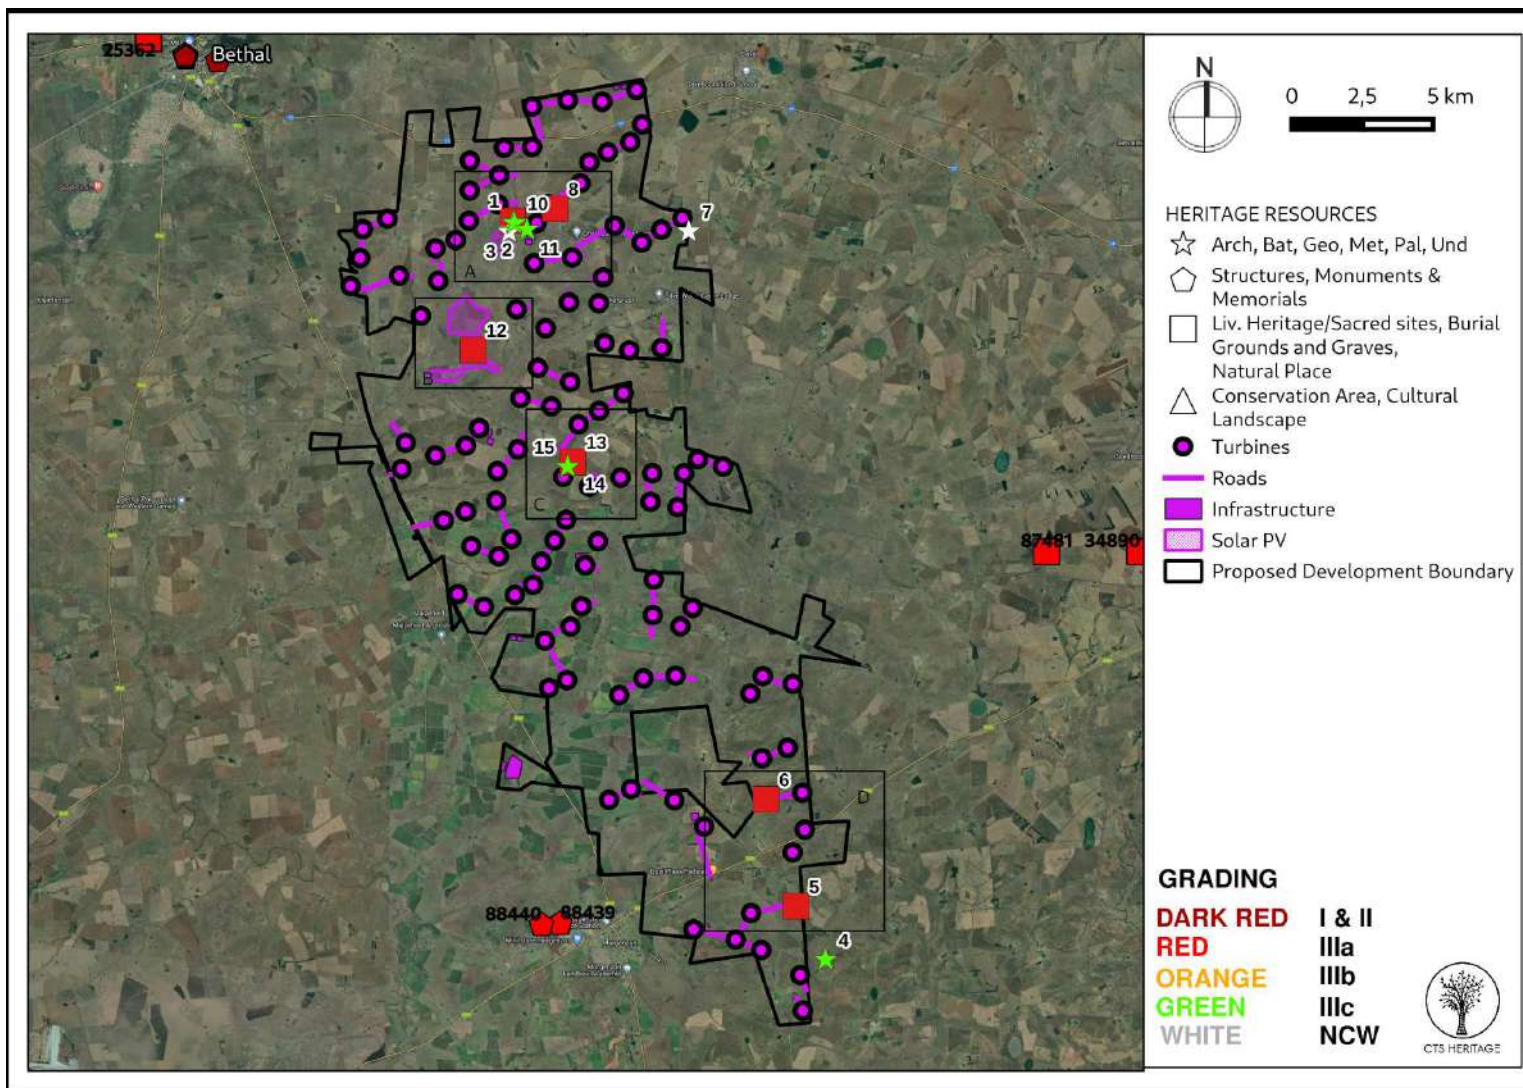 25362
Bethal
1
10
8
7
3
2
11
A
12
B
15
13
14
C
87481
34890
6
D
5
88440
88439
4
N
0 2,5 5 km
HERITAGE RESOURCES
Arch, Bat, Geo, Met, Pal, Und
Structures, Monuments &
Memorials
Liv. Heritage/Sacred sites, Burial
Grounds and Graves,
Natural Place
Conservation Area, Cultural
Landscape
Turbines
Roads
Infrastructure
Solar PV
Proposed Development Boundary
GRADING
DARK RED I & II
RED IIIa
ORANGE IIIb
GREEN IIIc
WHITE NCW
CTS HERITAGE